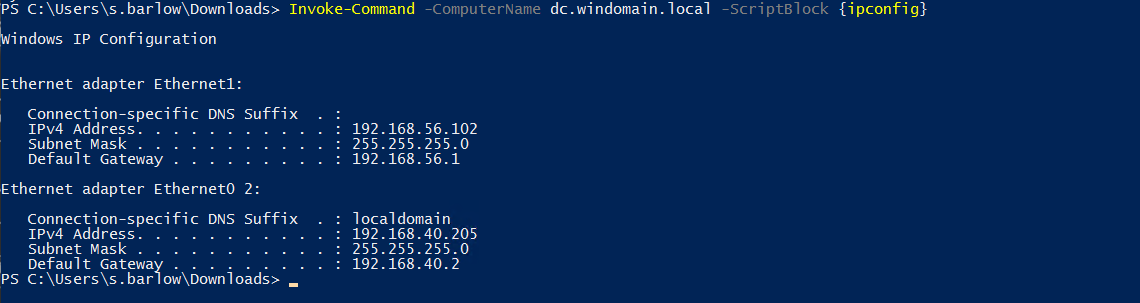 PS C:\Users\s.barlow\Downloads> Invoke-Command -ComputerName dc.windomain.local -ScriptBlock {ipconfig}
Windows IP Configuration
Ethernet adapter Ethernet1:
Connection-specific DNS Suffix . :
IPv4 Address. . . . . . . . . . . : 192.168.56.102
Subnet Mask . . . . . . . . . . . : 255.255.255.0
Default Gateway . . . . . . . . . : 192.168.56.1
Ethernet adapter Ethernet0 2:
Connection-specific DNS Suffix . : localdomain
IPv4 Address. . . . . . . . . . . : 192.168.40.205
Subnet Mask . . . . . . . . . . . : 255.255.255.0
Default Gateway . . . . . . . . . : 192.168.40.2
PS C:\Users\s.barlow\Downloads> _